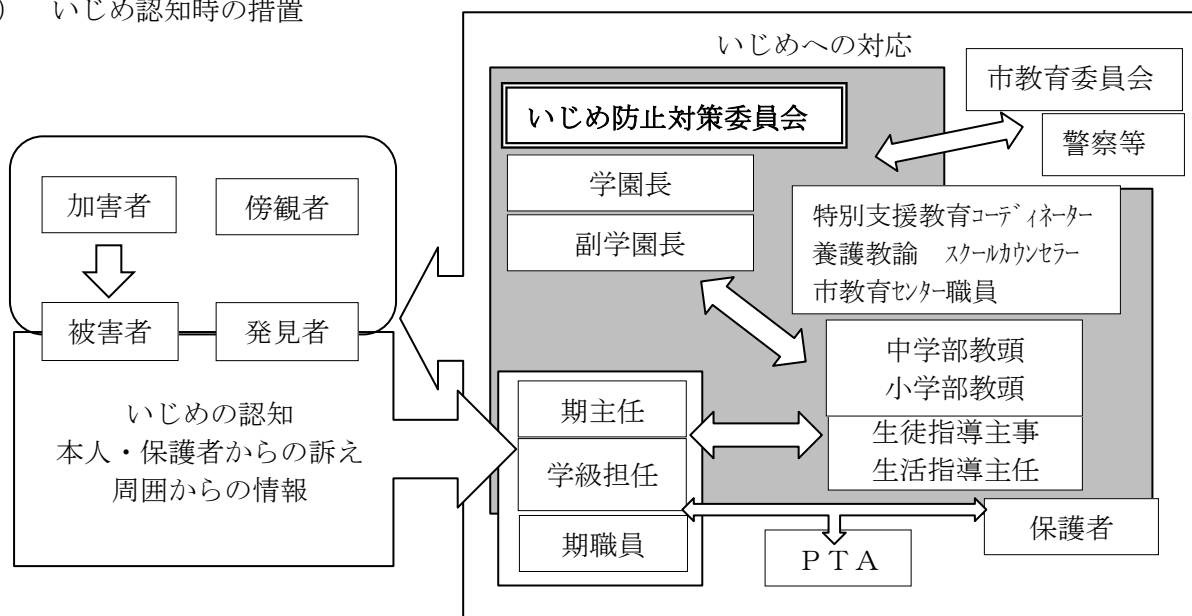 ) いじめ認知時の措置
いじめへの対応
いじめ防止対策委員会
学園長
副学園長
市教育委員会
警察等
特別支援教育ｺｰﾃﾞｨﾈｰﾀｰ
養護教諭 ｽｸｰﾙｶｳﾝｾﾗｰ
市教育ｾﾝﾀｰ職員
加害者
傍観者
被害者
発見者
いじめの認知
本人・保護者からの訴え
周囲からの情報
中学部教頭
小学部教頭
生徒指導主事
生活指導主任
期主任
学級担任
期職員
保護者
ＰＴＡ